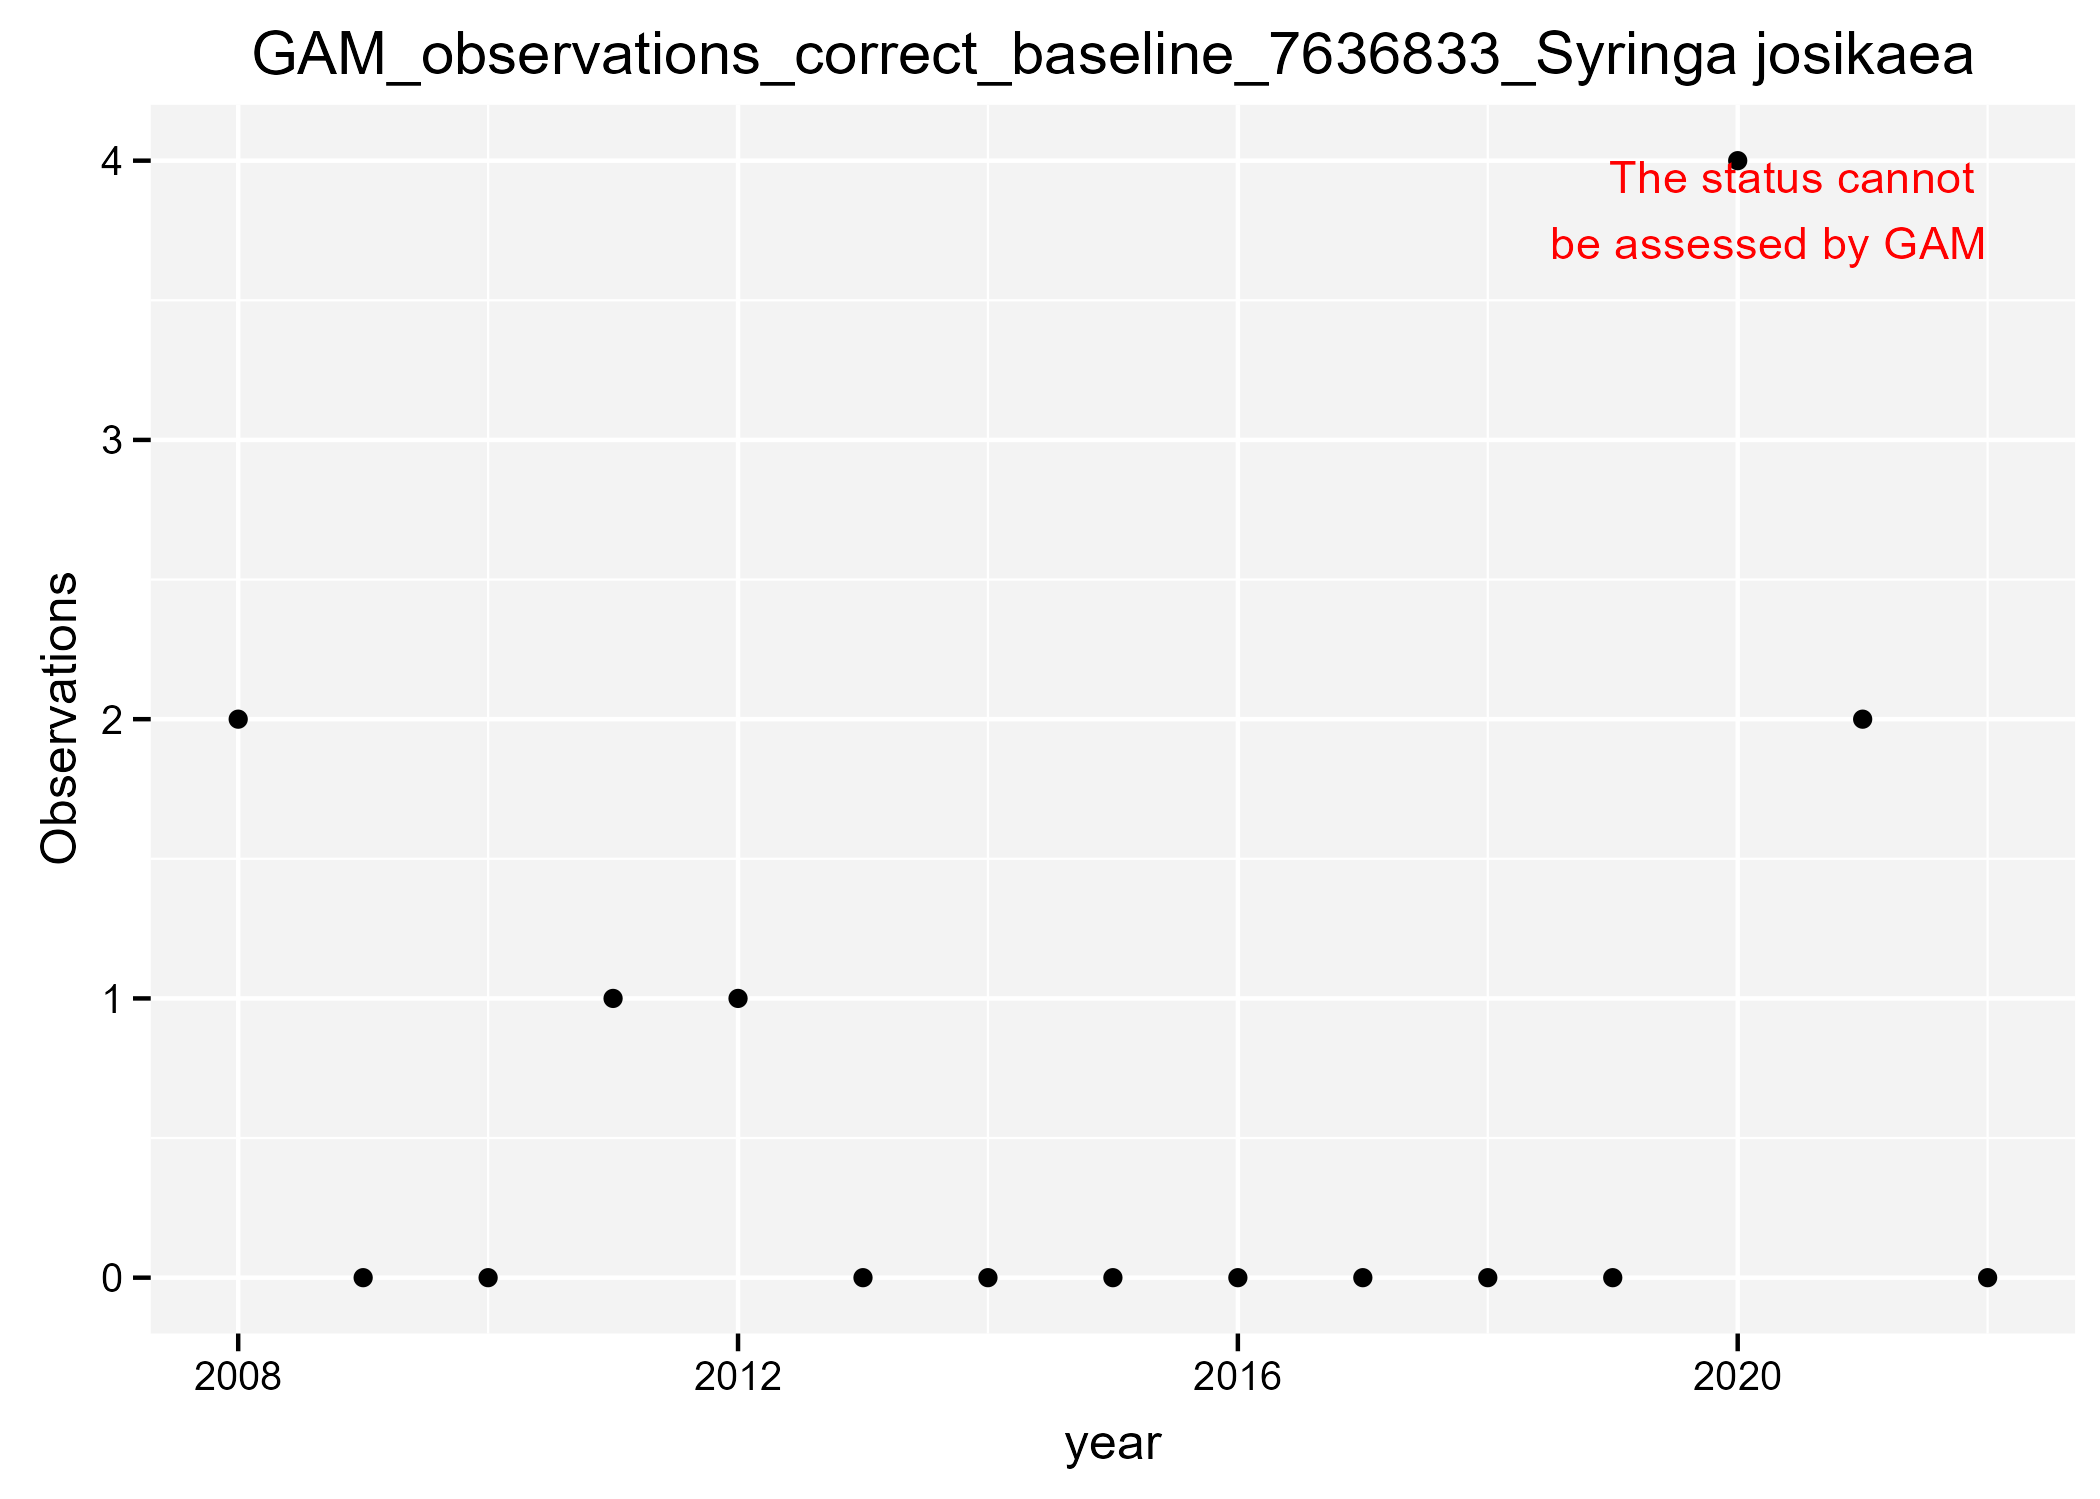 GAM_observations_correct_baseline_7636833_Syringa josikaea
4
The status cannot
be assessed by GAM
3
Observations
2
1
0
2008 2012 2016 2020
year